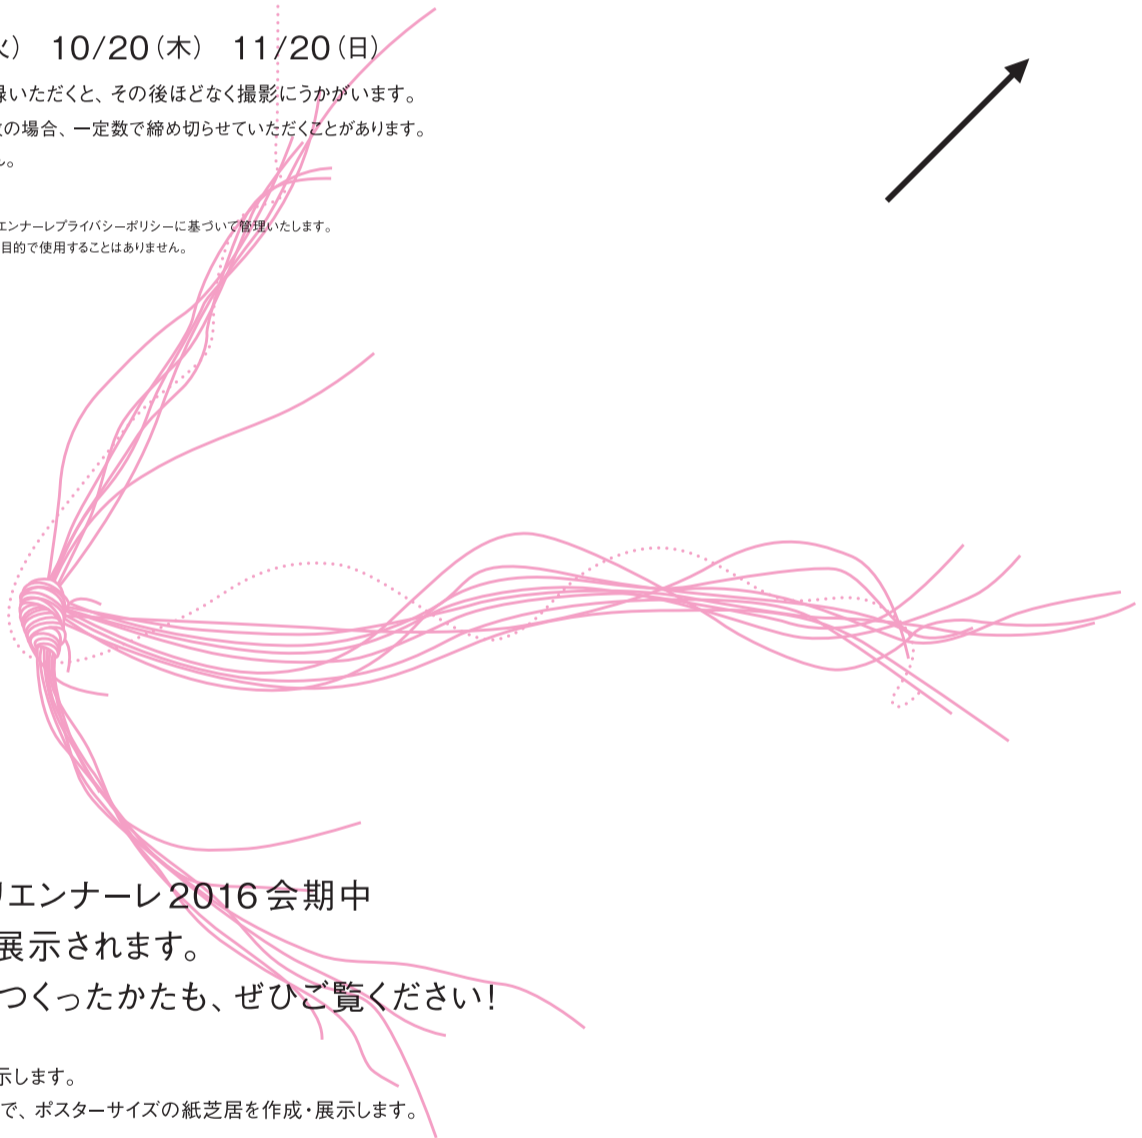 火） 10/20（木） 11/20（日）
録いただくと、その後ほどなく撮影にうかがいます。
の場合、一定数で締め切らせていただくことがあります。
ん。
エンナーレプライバシーポリシーに基づいて管理いたします。
目的で使用することはありません。
リエンナーレ2016会期中
展示されます。
つくったかたも、ぜひご覧ください！
示します。
で、ポスターサイズの紙芝居を作成・展示します。